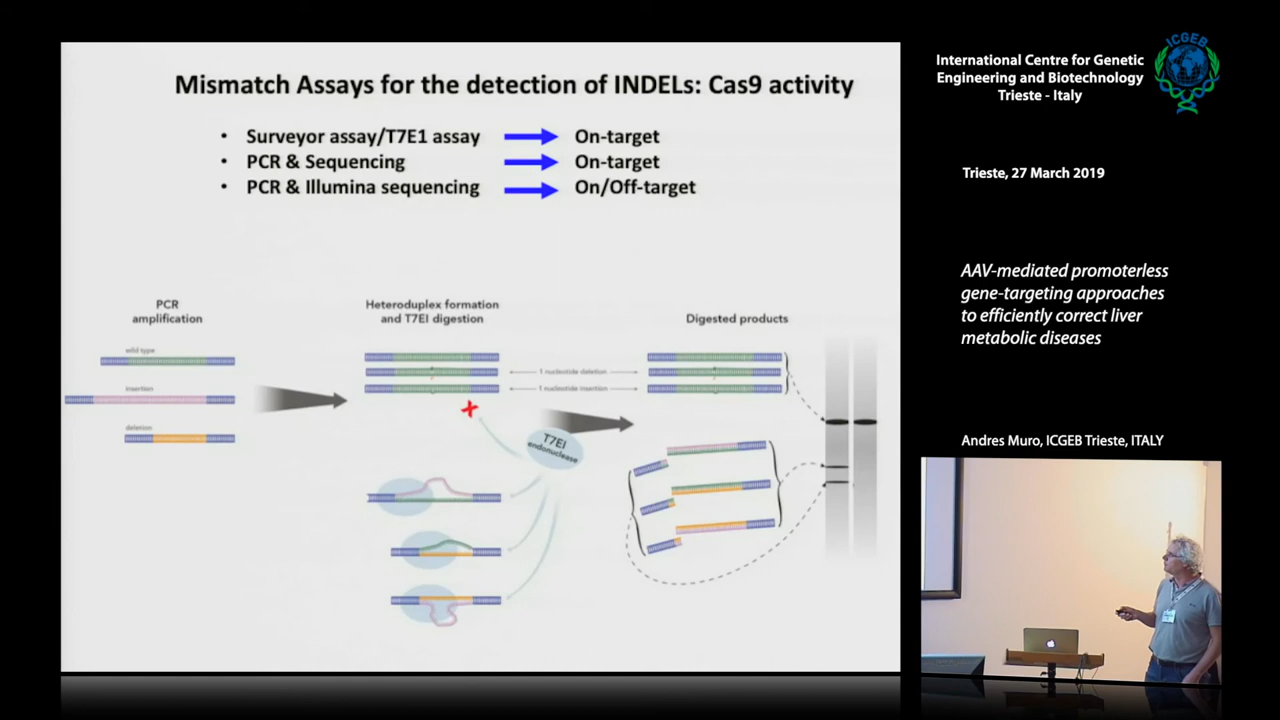 Mismatch Assays for the detection of INDELs: Cas9 activity
• Surveyor assay/T7E1 assay
On-target
• PCR & Sequencing
On-target
• PCR & Illumina sequencing
On/Off-target
PCR
amplification
wild type
insertion
deletion
Heteroduplex formation
and T7EI digestion
1 nucleotide deletion
1 nucleotide insertion
T7EI
endonuclease
Digested products
International Centre for Genetic
Engineering and Biotechnology
Trieste - Italy
ICGEB
Trieste, 27 March 2019
AAV-mediated promoterless
gene-targeting approaches
to efficiently correct liver
metabolic diseases
Andres Muro, ICGEB Trieste, ITALY